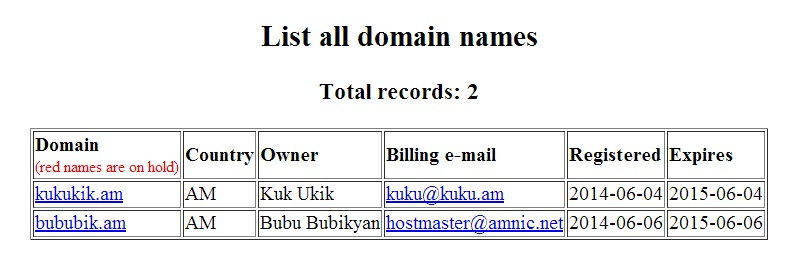 List all domain names
Total records: 2
Domain
(red names are on hold)
Country Owner Billing e-mail Registered Expires
kukukik.am AM Kuk Ukik kuku@kuku.am 2014-06-04 2015-06-04
bububik.am AM Bubu Bubikyan hostmaster@amnic.net 2014-06-06 2015-06-06